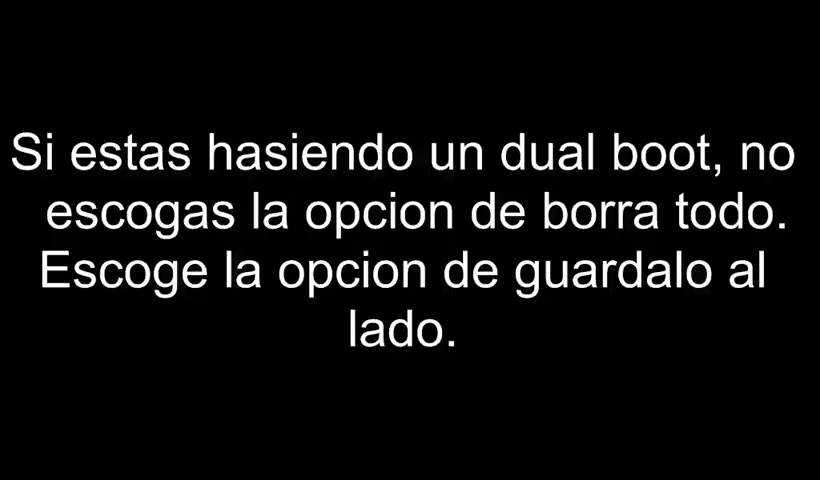 Si estas hasiendo un dual boot, no
escogas la opcion de borra todo.
Escoge la opcion de guardalo al
lado.